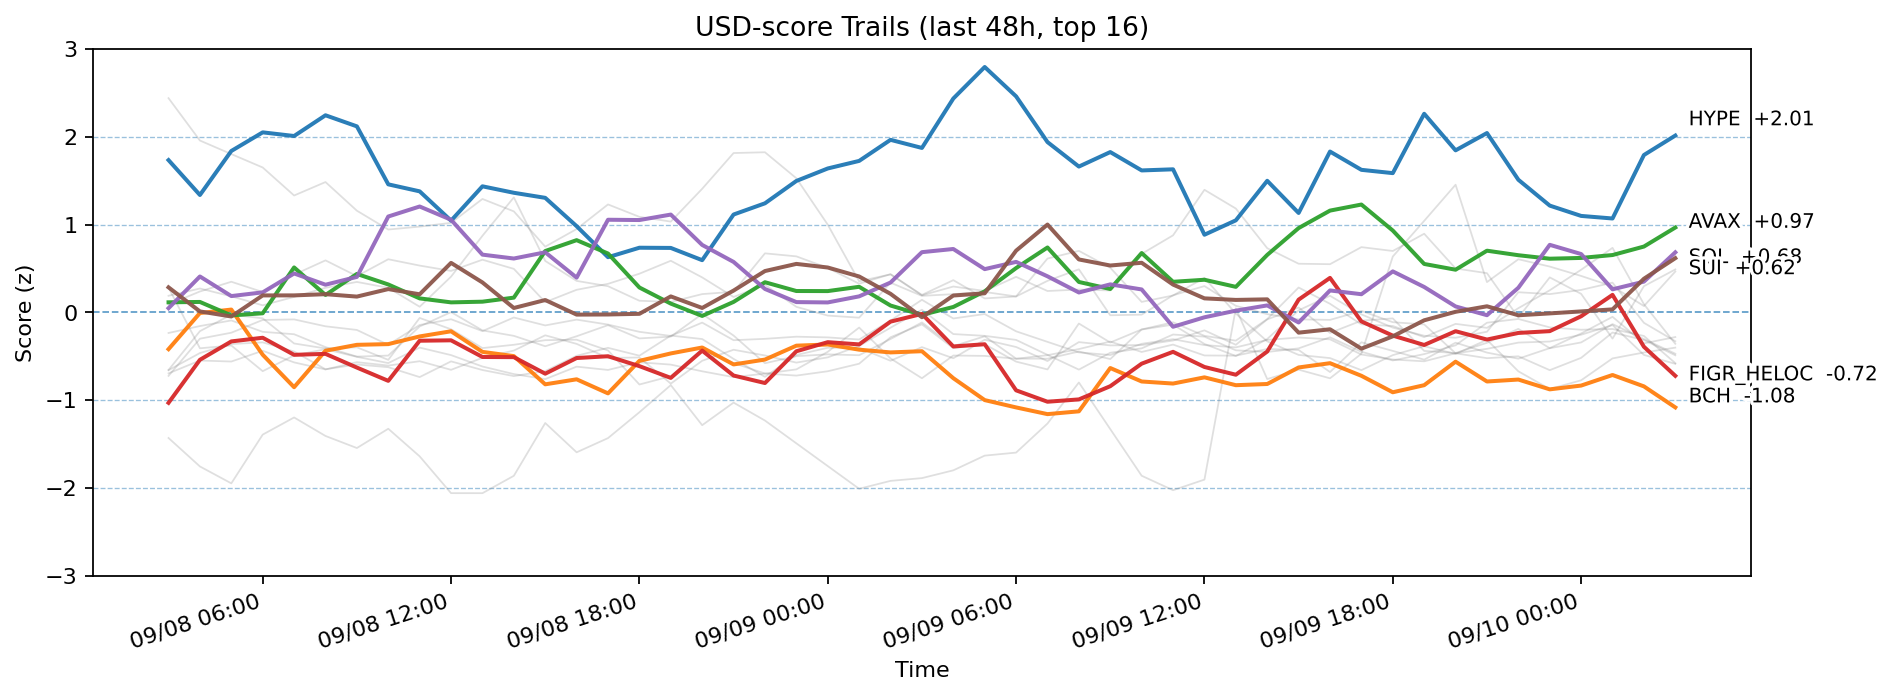 USD-score Trails (last 48h, top 16)
3
2
1
0
−1
−2
−3
Score (z)
HYPE +2.01
AVAX +0.97
SOL +0.68
SUI +0.62
FIGR_HELOC -0.72
BCH -1.08
09/08 06:00
09/08 12:00
09/08 18:00
09/09 00:00
09/09 06:00
09/09 12:00
09/09 18:00
09/10 00:00
Time